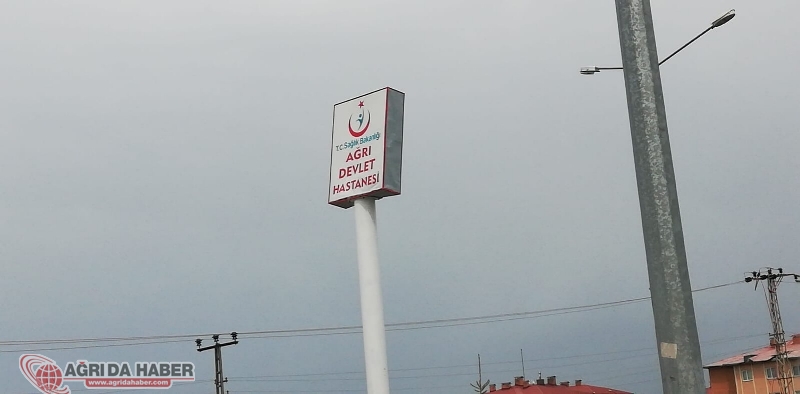 T.C.Sağlık Bakanlığı
AĞRI
DEVLET
HASTANESİ
AĞRI DA HABER
www.agridahaber.com